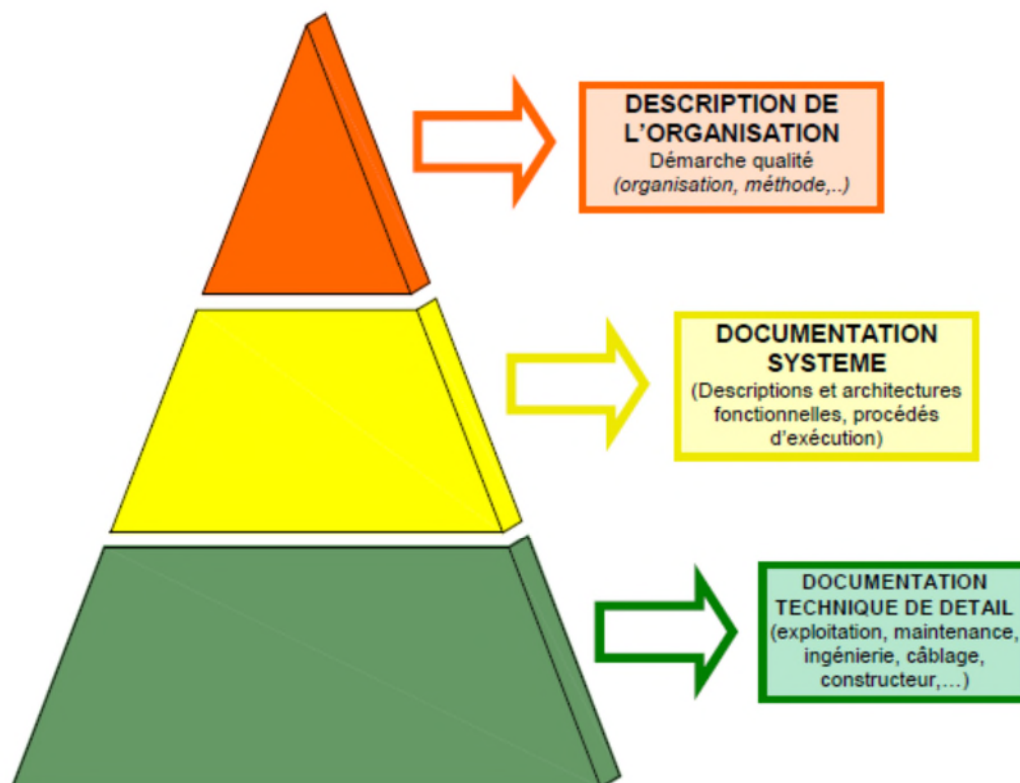 DESCRIPTION DE
L'ORGANISATION
Démarche qualité
(organisation, méthode,..)
DOCUMENTATION
SYSTEME
(Descriptions et architectures
fonctionnelles, procédés
d'exécution)
DOCUMENTATION
TECHNIQUE DE DETAIL
(exploitation, maintenance,
ingénierie, câblage,
constructeur,...)